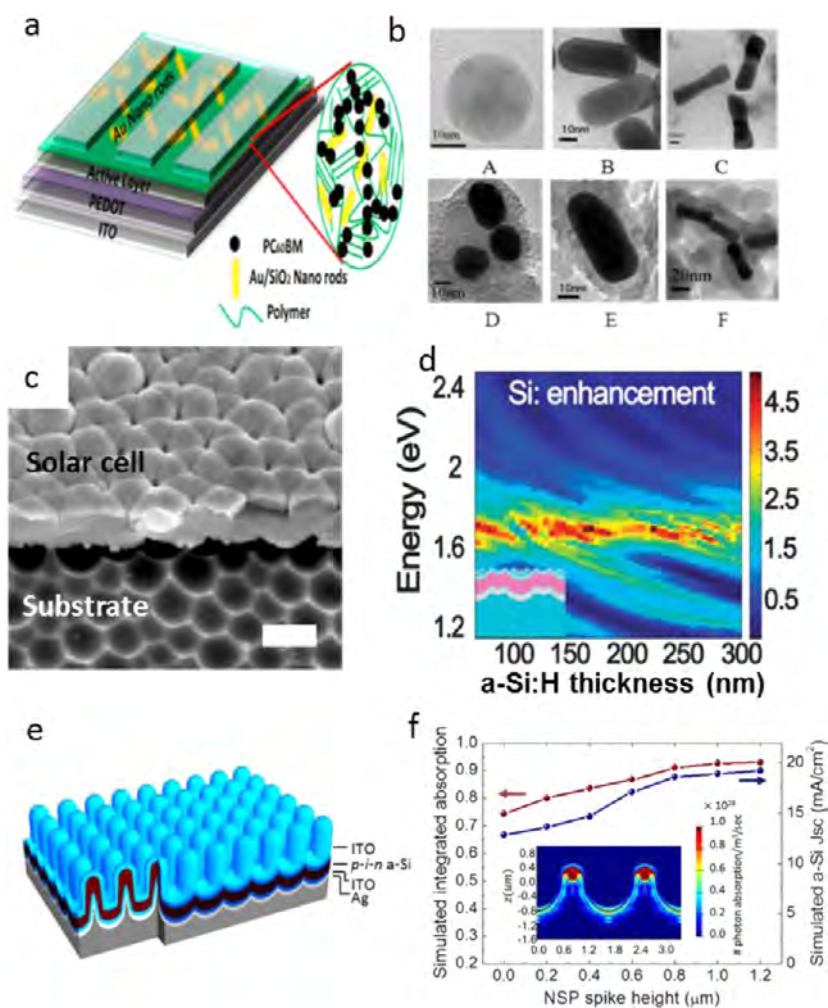 a
Au Nano rods
Active Layer
PEDOT
ITO
PC60BM
Au/SiO2 Nano rods
Polymer
b
10nm
A
10nm
B
C
10nm
D
10nm
E
20nm
F
c
Solar cell
Substrate
d
Si: enhancement
Energy (eV)
2.4
2
1.6
1.2
100 150 200 250 300
a-Si:H thickness (nm)
4.5
3.5
2.5
1.5
0.5
e
ITO
p-i-n a-Si
ITO
Ag
f
Simulated integrated absorption
1.0
0.9
0.8
0.7
0.6
0.5
0.4
0.3
0.2
0.0 0.2 0.4 0.6 0.8 1.0 1.2
NSP spike height (μm)
20
15
10
5
0
Simulated a-Si Jsc (mA/cm²)
z(um)
0.8
0.4
0.0
-0.4
-0.8
-1.2
-1.6
0.0 0.6 1.2 1.8 2.4 3.0
1.0
0.8
0.6
0.4
0.2
0.0
# photon absorption/m³/sec